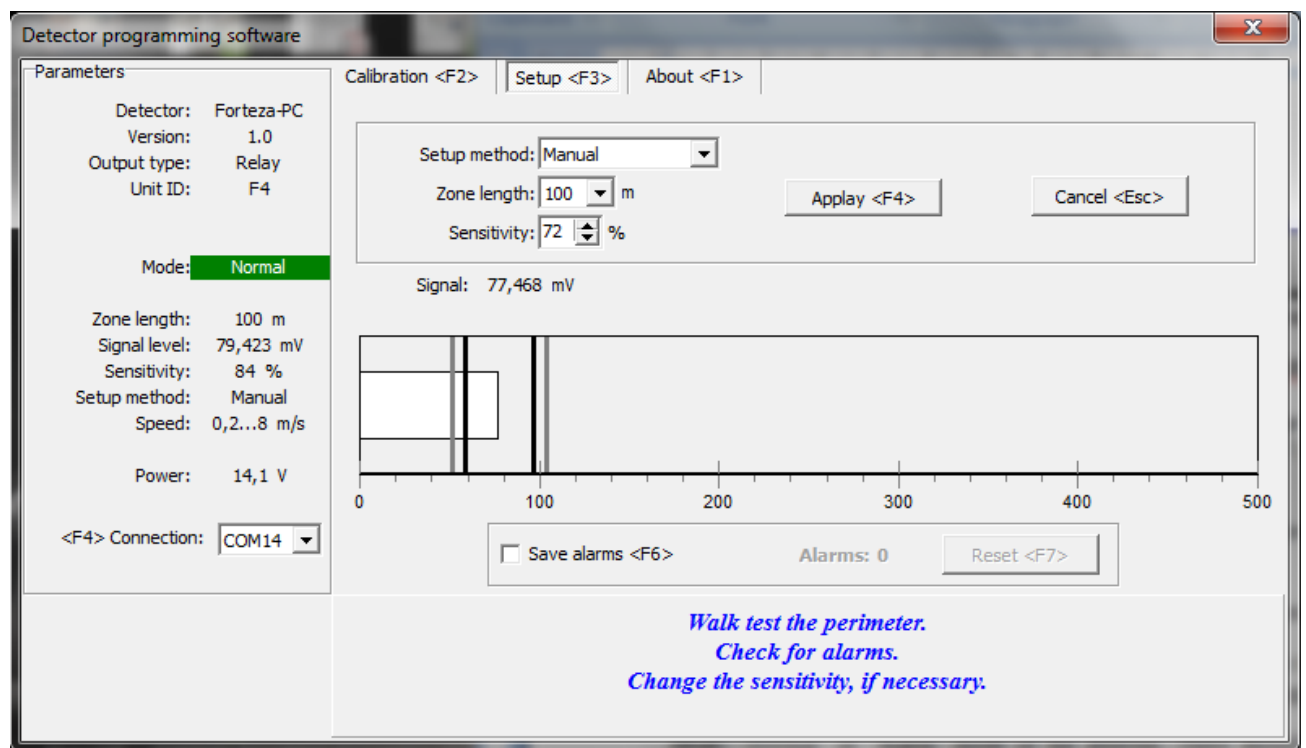 Detector programming software
Parameters
Detector: Forteza-PC
Version: 1.0
Output type: Relay
Unit ID: F4
Mode: Normal
Zone length: 100 m
Signal level: 79,423 mV
Sensitivity: 84 %
Setup method: Manual
Speed: 0,2...8 m/s
Power: 14,1 V
<F4> Connection: COM14
Calibration <F2> Setup <F3> About <F1>
Setup method: Manual
Zone length: 100 m
Sensitivity: 72 %
Applay <F4> Cancel <Esc>
Signal: 77,468 mV
0 100 200 300 400 500
Save alarms <F6> Alarms: 0 Reset <F7>
Walk test the perimeter.
Check for alarms.
Change the sensitivity, if necessary.